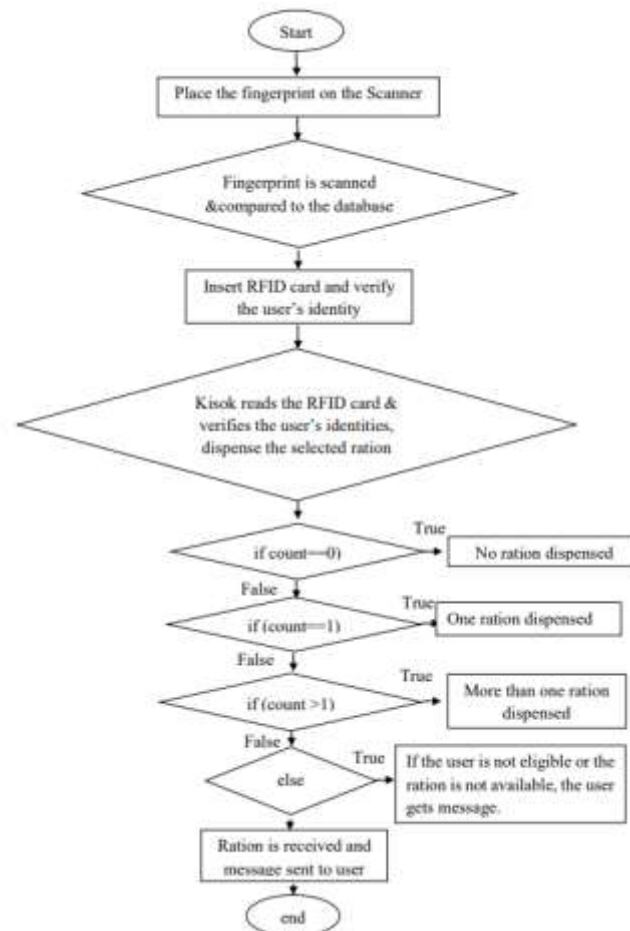 Start
Place the fingerprint on the Scanner
Fingerprint is scanned
&compared to the database
Insert RFID card and verify
the user's identity
Kisok reads the RFID card &
verifies the user's identities,
dispense the selected ration
True
if count==0)
No ration dispensed
False
True
if (count==1)
One ration dispensed
False
True
if (count >1)
More than one ration
dispensed
False
True
else
If the user is not eligible or the
ration is not available, the user
gets message.
Ration is received and
message sent to user
end